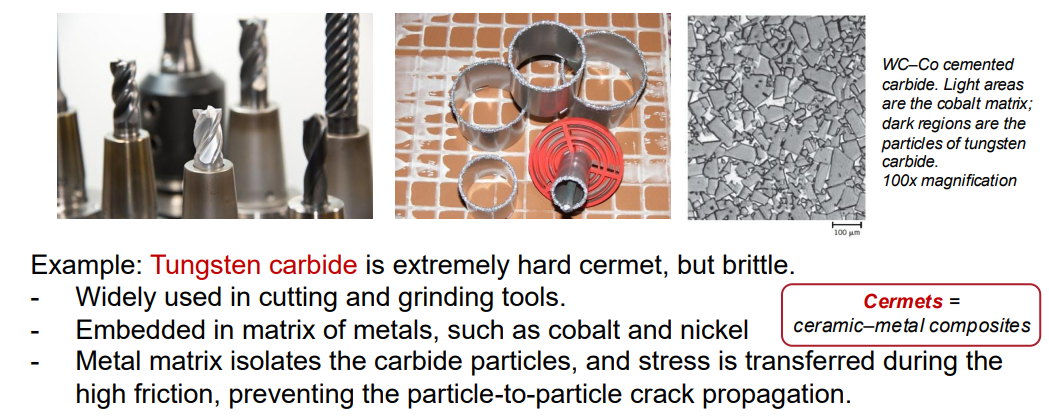 WC–Co cemented
carbide. Light areas
are the cobalt matrix;
dark regions are the
particles of tungsten
carbide.
100x magnification
100 μm
Example: Tungsten carbide is extremely hard cermet, but brittle.
- Widely used in cutting and grinding tools.
- Embedded in matrix of metals, such as cobalt and nickel
- Metal matrix isolates the carbide particles, and stress is transferred during the
high friction, preventing the particle-to-particle crack propagation.
Cermets =
ceramic–metal composites